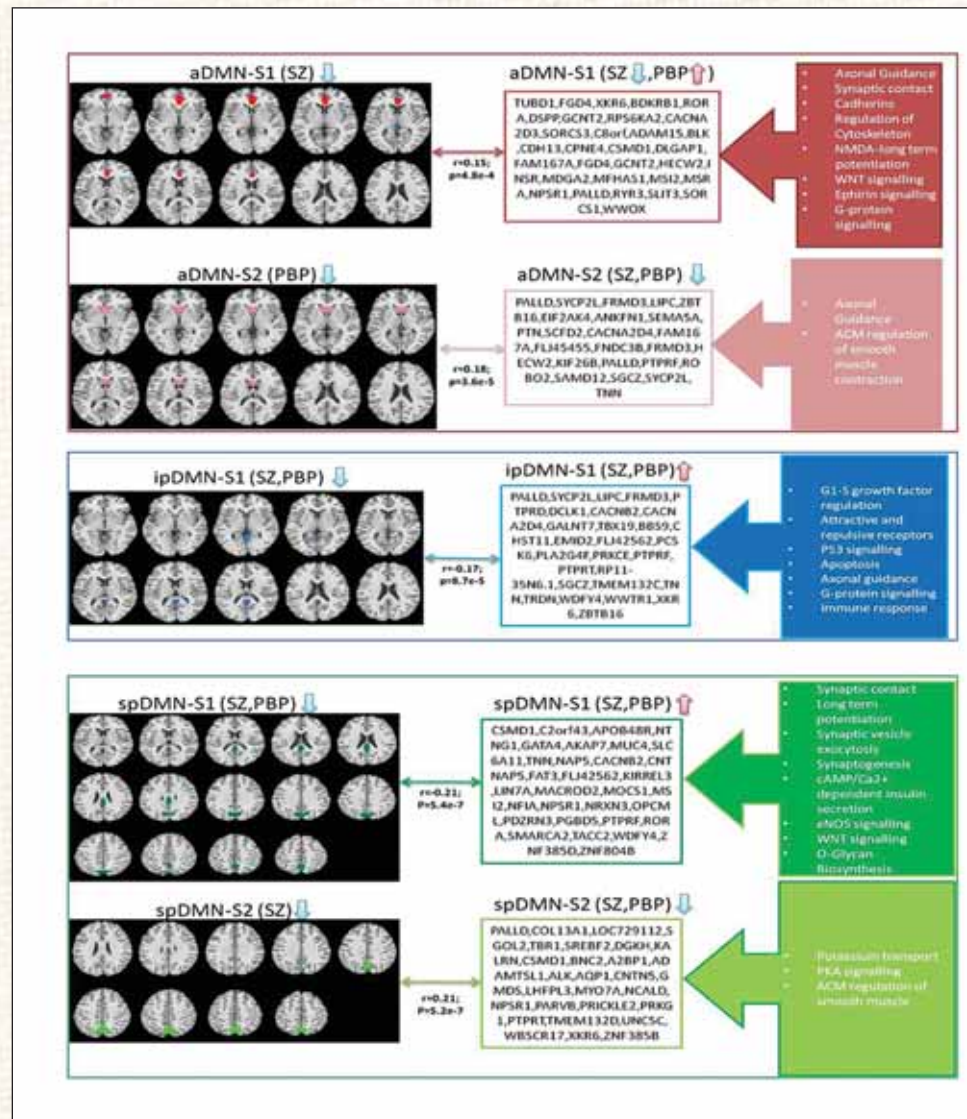 aDMN-S1 (SZ)
r=0.15;
p=4.8e-4
aDMN-S1 (SZ ,PBP )
TUBD1,FGD4,XKR6,BDKRB1,ROR
A,DSPP,GCNT2,RPS6KA2,CACNA
2D3,SORCS3,C8orf,ADAM15,BLK
,CDH13,CPNE4,CSMD1,DLGAP1,
FAM167A,FGD4,GCNT2,HECW2,I
NSR,MDGA2,MFHAS1,MSI2,MSR
A,NPSR1,PALLD,RYR3,SLIT3,SOR
CS1,WWOX
• Axonal Guidance
• Synaptic contact
• Cadherins
• Regulation of
Cytoskeleton
• NMDA-long term
potentiation
• WNT signalling
• Ephirin signalling
• G-protein
signalling
aDMN-S2 (PBP)
r=0.18;
p=3.6e-5
aDMN-S2 (SZ,PBP)
PALLD,SYCP2L,FRMD3,LIPC,ZBT
B16,EIF2AK4,ANKFN1,SEMA5A,
PTN,SCFD2,CACNA2D4,FAM16
7A,FLJ45455,FNDC3B,FRMD3,H
ECW2,KIF26B,PALLD,PTPRF,RO
BO2,SAMD12,SGCZ,SYCP2L,
TNN
• Axonal
Guidance
• ACM regulation
of smooth
muscle
contraction
ipDMN-S1 (SZ,PBP)
r=-0.17;
p=8.7e-5
ipDMN-S1 (SZ,PBP)
PALLD,SYCP2L,LIPC,FRMD3,P
TPRD,DCLK1,CACNB2,CACN
A2D4,GALNT7,TBX19,BBS9,C
HST11,EMID2,FLJ42562,PCS
K6,PLA2G4F,PRKCE,PTPRF,
PTPRT,RP11-
35N6.1,SGCZ,TMEM132C,TN
N,TRDN,WDFY4,WWTR1,XKR
6,ZBTB16
• G1-S growth factor
regulation
• Attractive and
repulsive receptors
• P53 signalling
• Apoptosis
• Axonal guidance
• G-protein signalling
• Immune response
spDMN-S1 (SZ,PBP)
r=-0.21;
P=5.4e-7
spDMN-S1 (SZ,PBP)
CSMD1,C2orf43,APOB48R,NT
NG1,GATA4,AKAP7,MUC4,SLC
6A11,TNN,NAP5,CACNB2,CNT
NAP5,FAT3,FLJ42562,KIRREL3
,LIN7A,MACROD2,MOCS1,MS
I2,NFIA,NPSR1,NRXN3,OPCM
L,PDZRN3,PGBD5,PTPRF,ROR
A,SMARCA2,TACC2,WDFY4,Z
NF385D,ZNF804B
• Synaptic contact
• Long term
potentiation
• Synaptic vesicle
exocytosis
• Synaptogenesis
• cAMP/Ca2+
dependent insulin
secretion
• eNOS signalling
• WNT signalling
• O-Glycan
Biosynthesis
spDMN-S2 (SZ)
r=0.21;
P=5.2e-7
spDMN-S2 (SZ,PBP)
PALLD,COL13A1,LOC729112,S
GOL2,TBR1,SREBF2,DGKH,KA
LRN,CSMD1,BNC2,A2BP1,AD
AMTSL1,ALK,AQP1,CNTN5,G
MDS,LHFPL3,MYO7A,NCALD,
NPSR1,PARVB,PRICKLE2,PRKG
1,PTPRT,TMEM132D,UNC5C,
WBSCR17,XKR6,ZNF385B
• Potassium transport
• PKA signalling
• ACM regulation of
smooth muscle